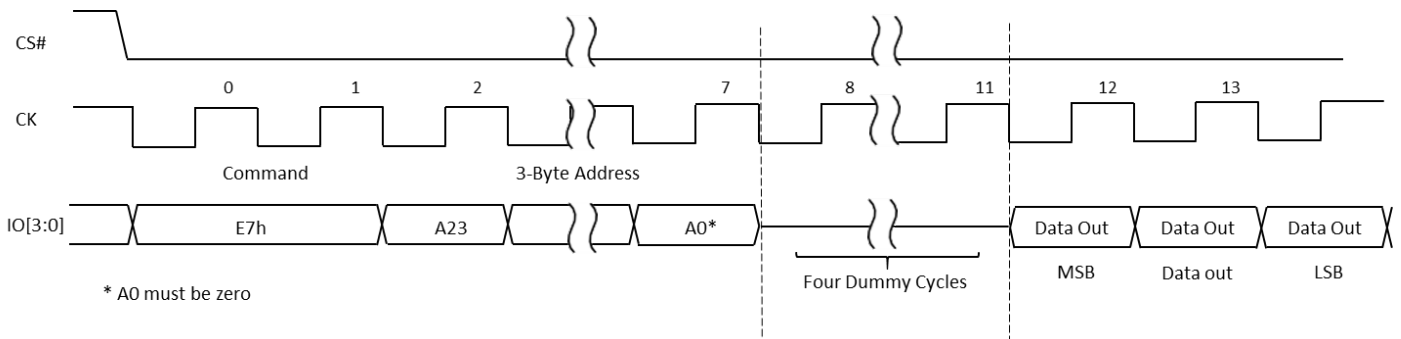 CS#
0 1 2 7 8 11 12 13
CK
Command 3-Byte Address
IO[3:0] E7h A23 A0* Data Out Data Out Data Out
MSB Data out LSB
Four Dummy Cycles
* A0 must be zero